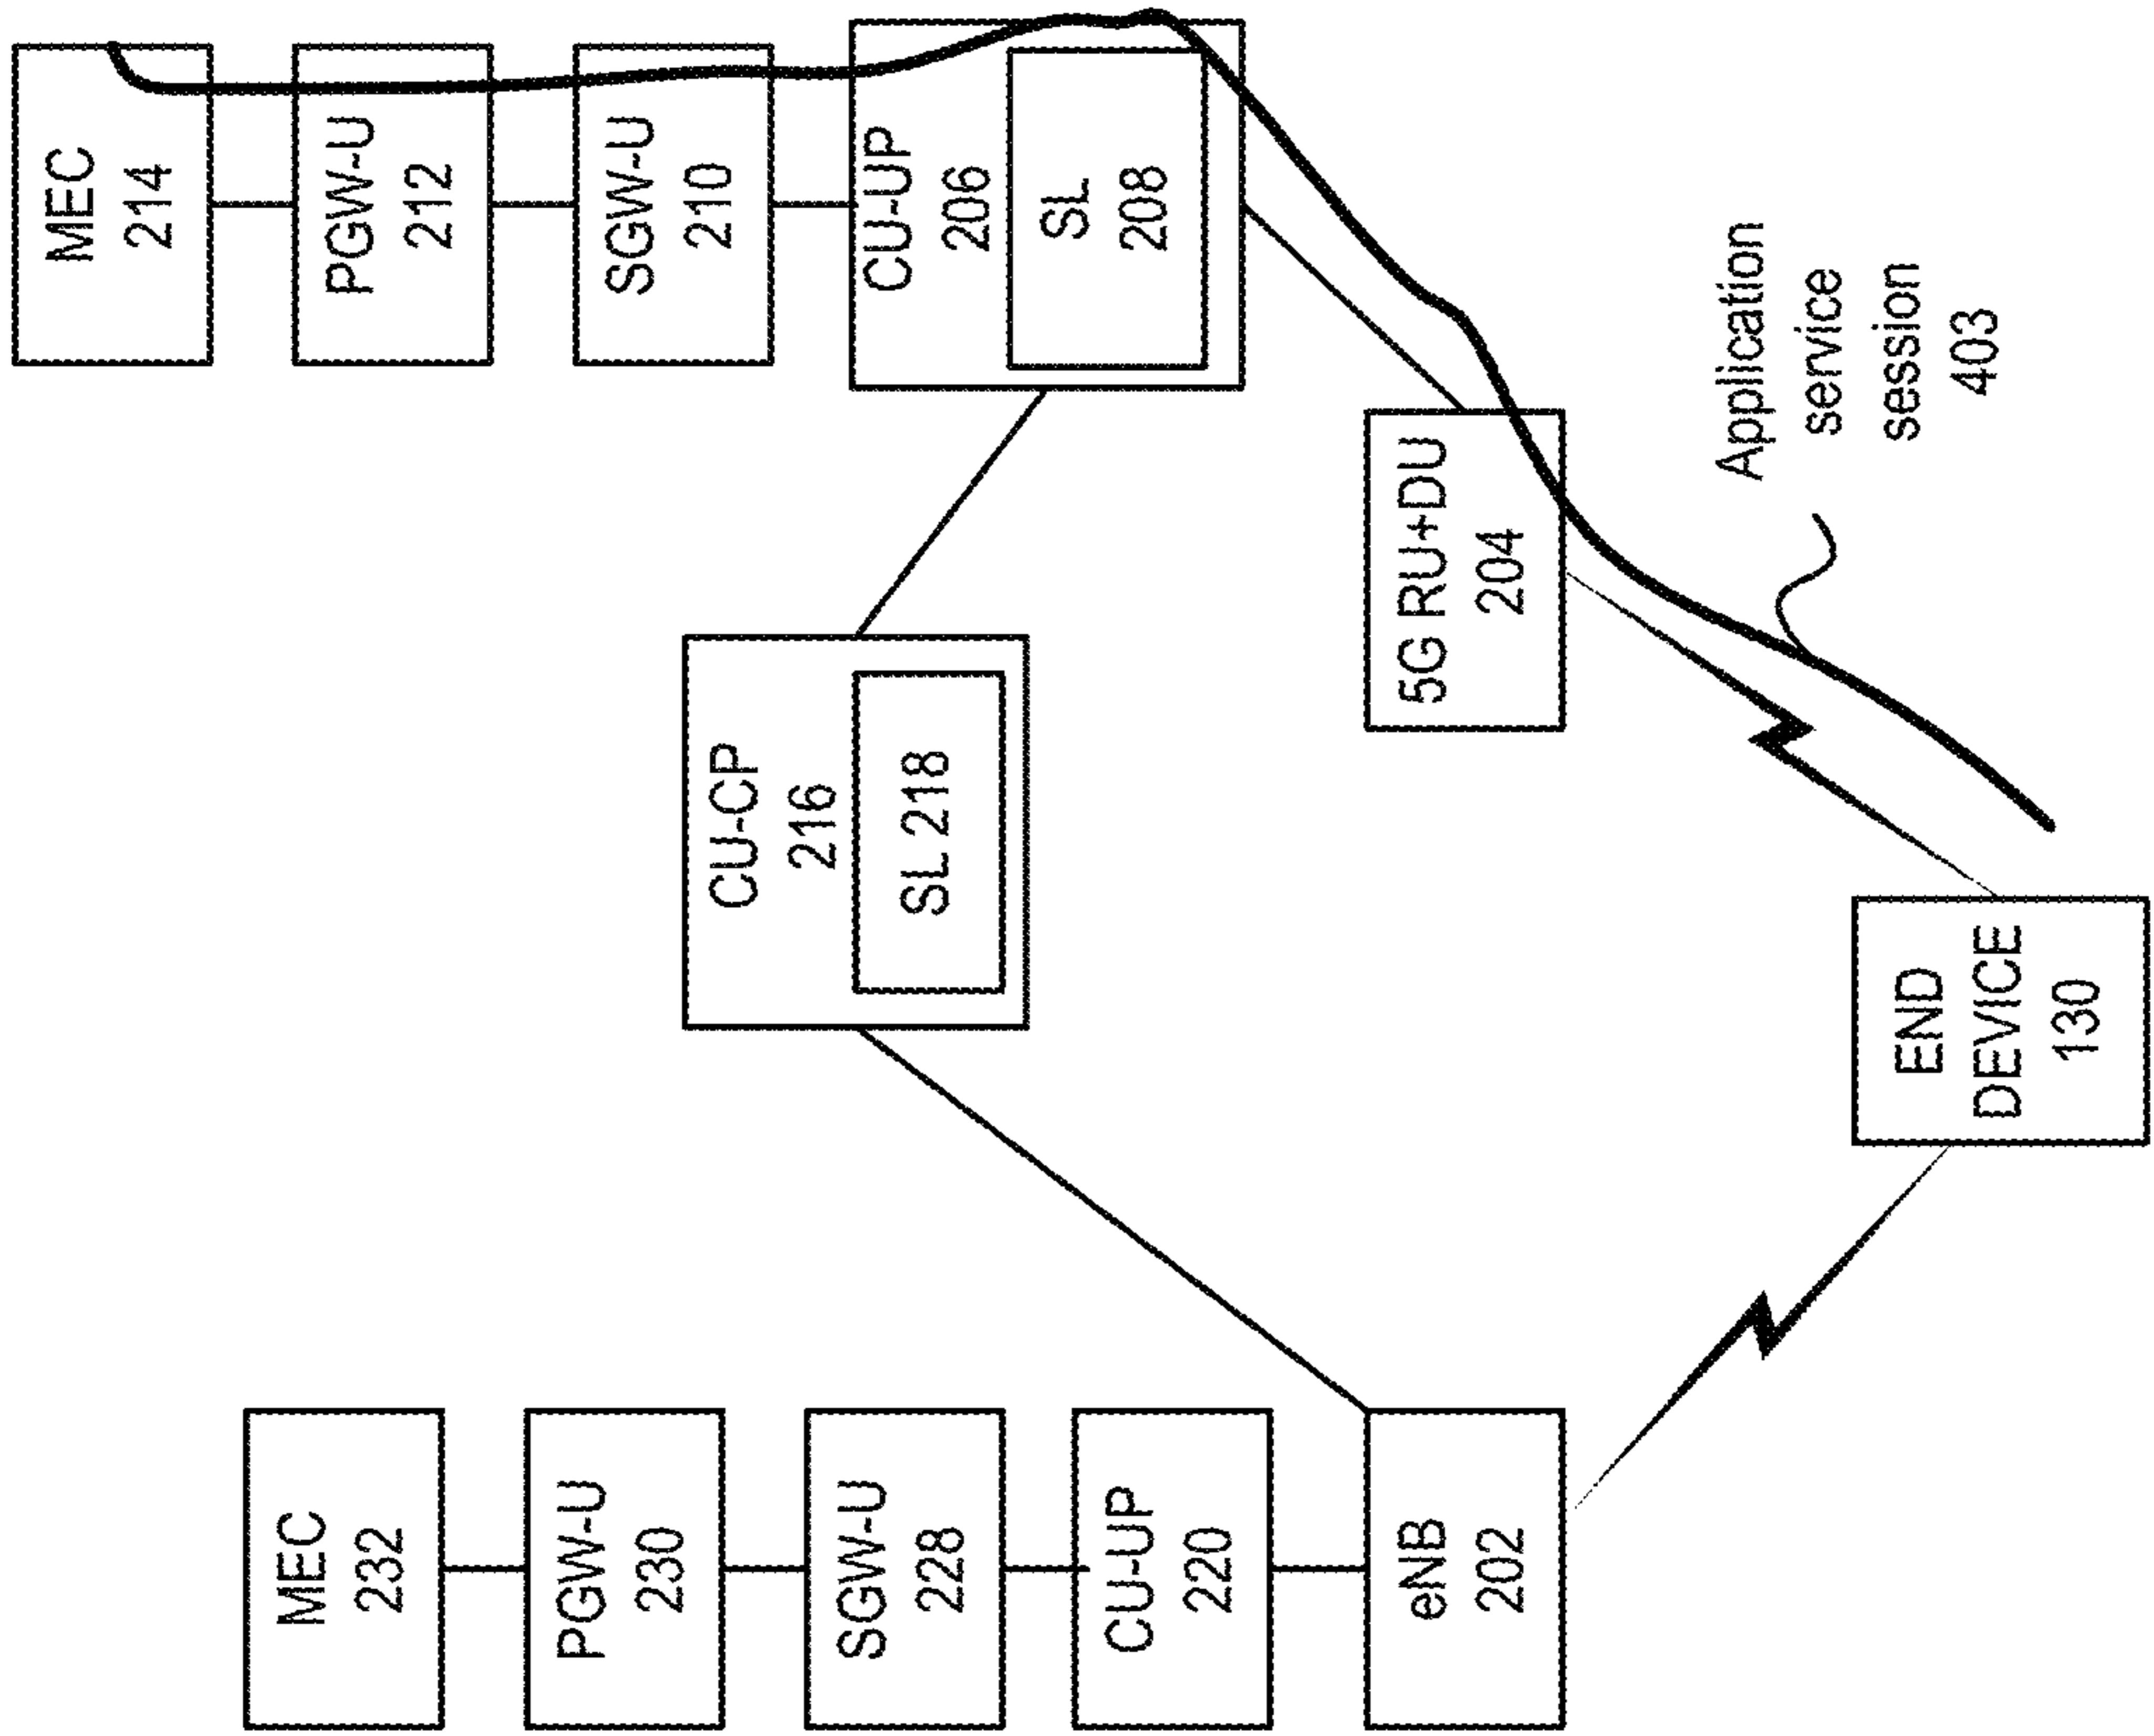 MEC
214
PGW-U
212
SGW-U
210
CU-UP
206
SL
208
CU-CP
216
SL 218
5G RU+DU
204
Application
service
session
403
MEC
232
PGW-U
230
SGW-U
228
CU-UP
220
eNB
202
END
DEVICE
130